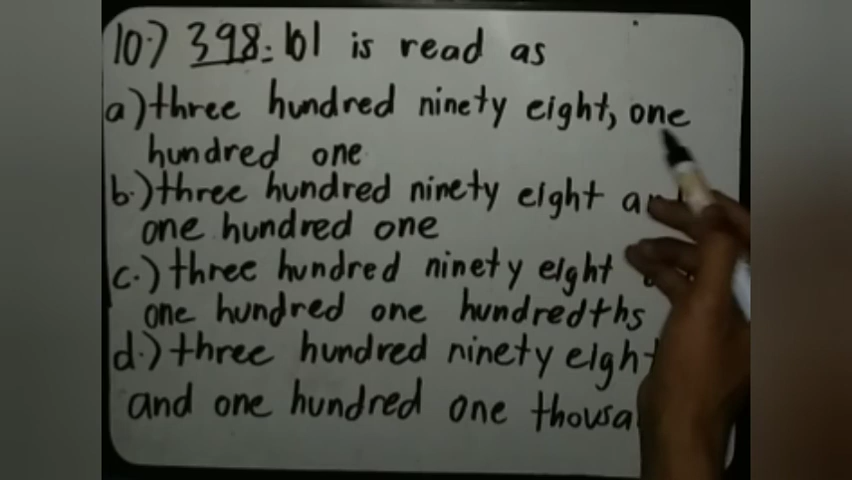 10.) 398.101 is read as
a.) three hundred ninety eight, one
hundred one
b.) three hundred ninety eight
one hundred one
c.) three hundred ninety eight
one hundred one hundredths
d.) three hundred ninety
and one hundred one